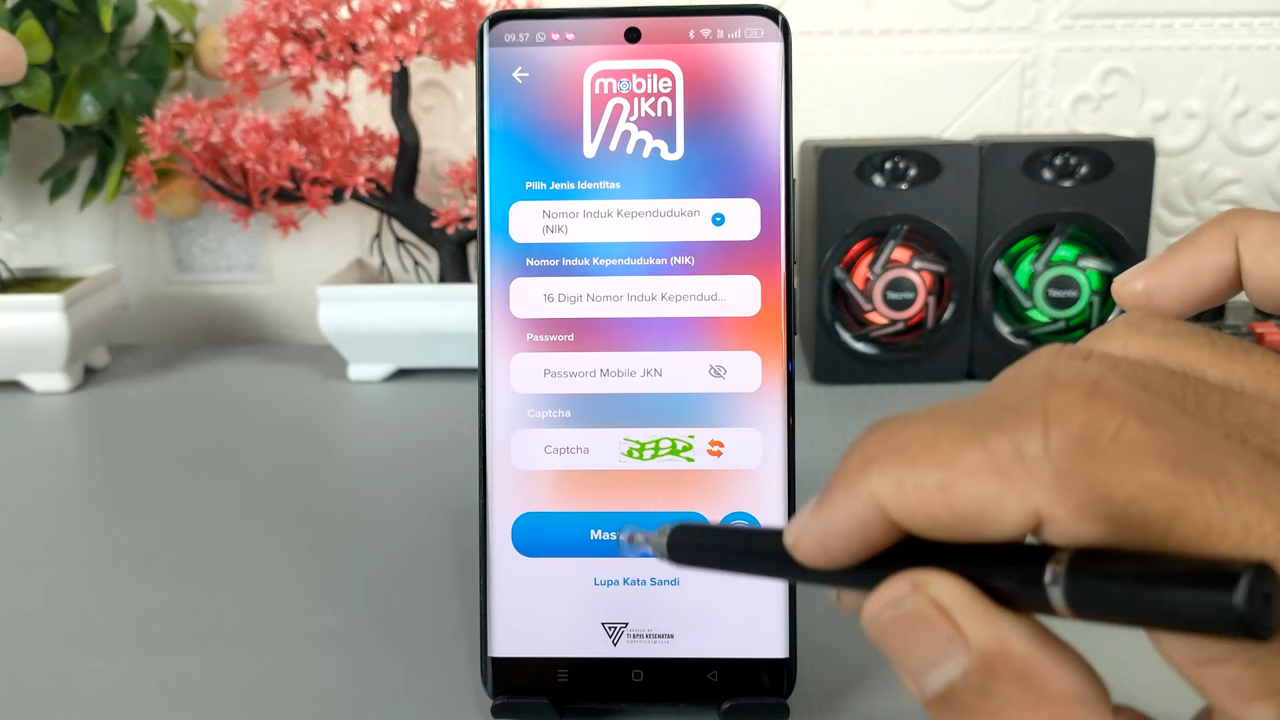 09.57
mobile
JKN
Pilih Jenis Identitas
Nomor Induk Kependudukan
(NIK)
Nomor Induk Kependudukan (NIK)
16 Digit Nomor Induk Kependud...
Password
Password Mobile JKN
Captcha
Captcha
Mas
Lupa Kata Sandi
TI BPJS KESEHATAN